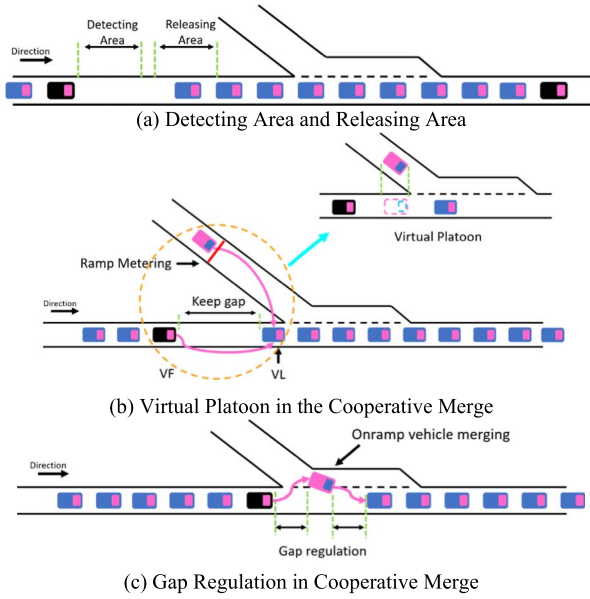 Detecting Area
Releasing Area
Direction
(a) Detecting Area and Releasing Area
Virtual Platoon
Ramp Metering
Keep gap
Direction
VF
VL
(b) Virtual Platoon in the Cooperative Merge
Onramp vehicle merging
Direction
Gap regulation
(c) Gap Regulation in Cooperative Merge